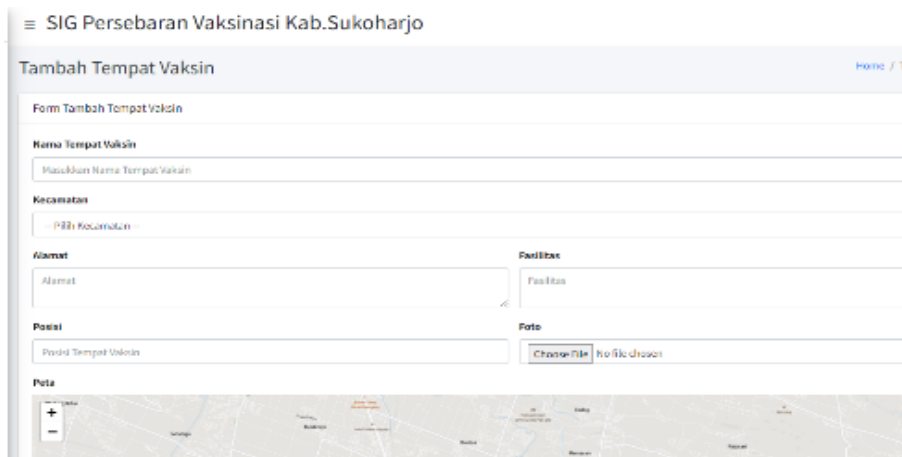 ≡ SIG Persebaran Vaksinasi Kab.Sukoharjo
Tambah Tempat Vaksin
Home /
Form Tambah Tempat Vaksin
Nama Tempat Vaksin
Masukkan Nama Tempat Vaksin
Kecamatan
-- Pilih Kecamatan --
Alamat Fasilitas
Alamat Fasilitas
Posisi Foto
Posisi Tempat Vaksin Choose File No file chosen
Peta
+
−